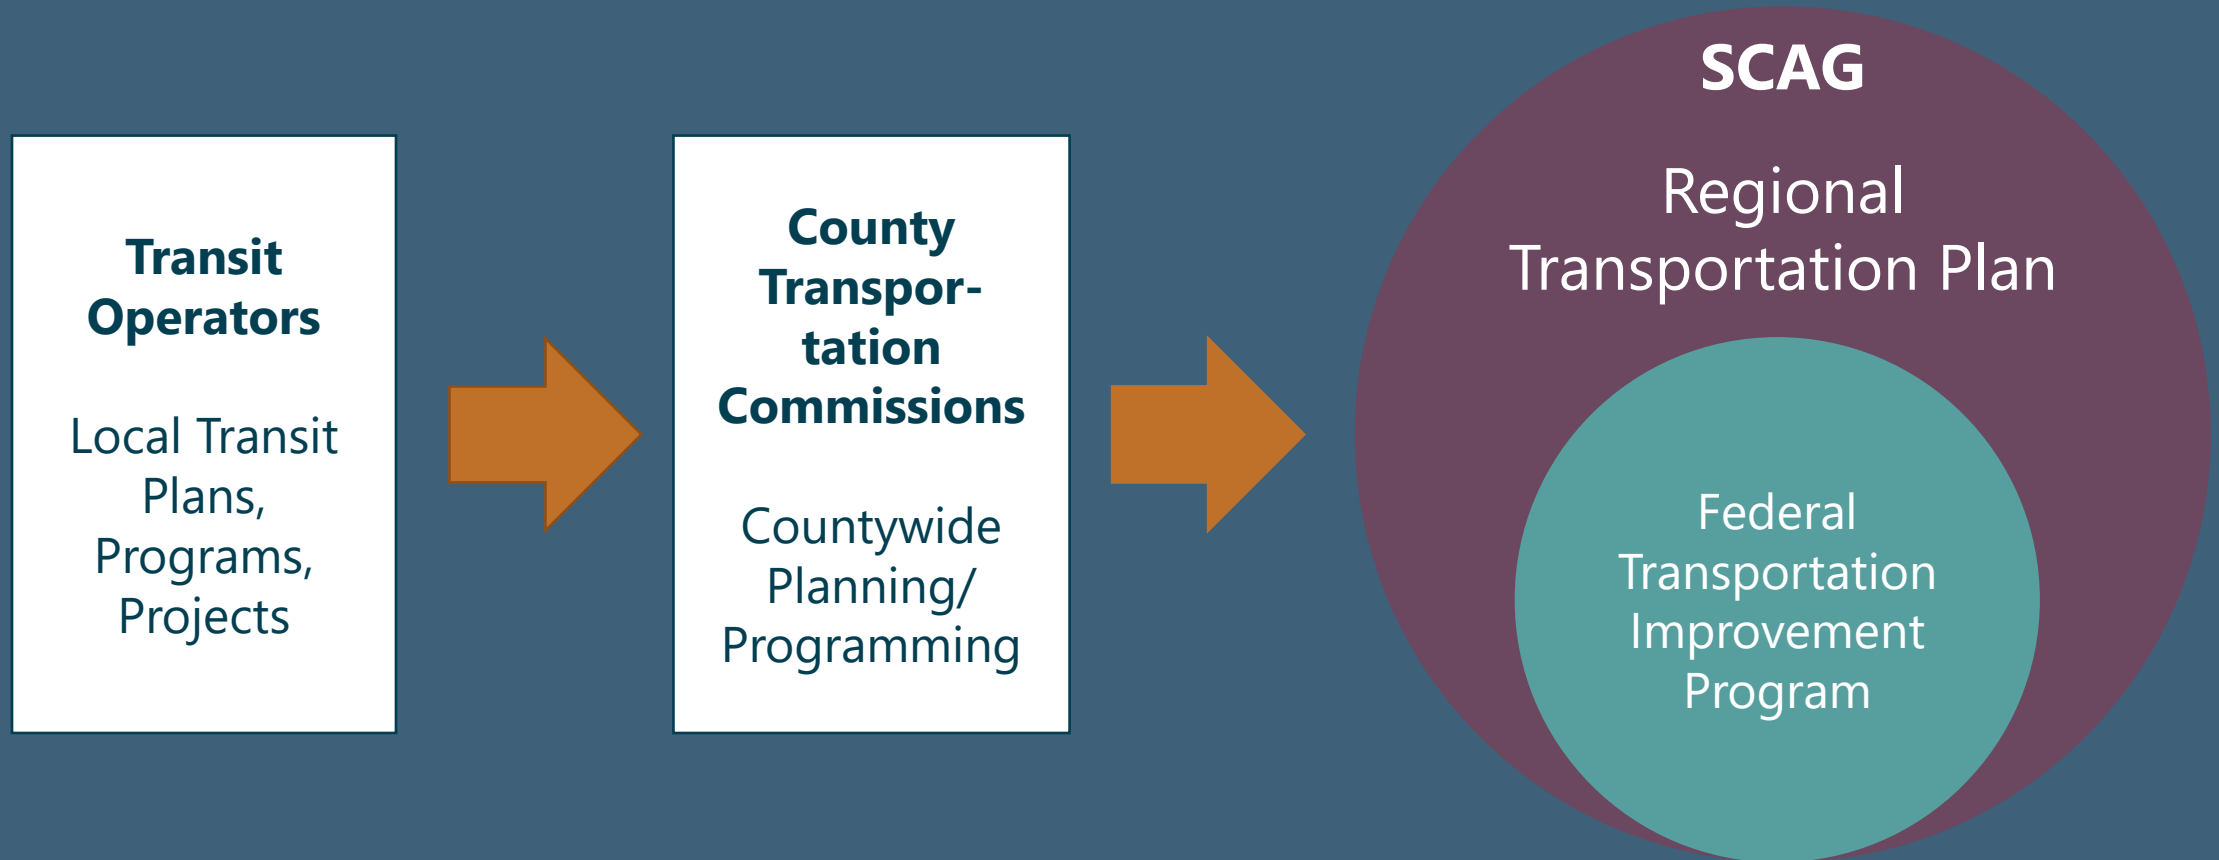 Transit
Operators
Local Transit
Plans,
Programs,
Projects
County
Transpor-
tation
Commissions
Countywide
Planning/
Programming
SCAG
Regional
Transportation Plan
Federal
Transportation
Improvement
Program